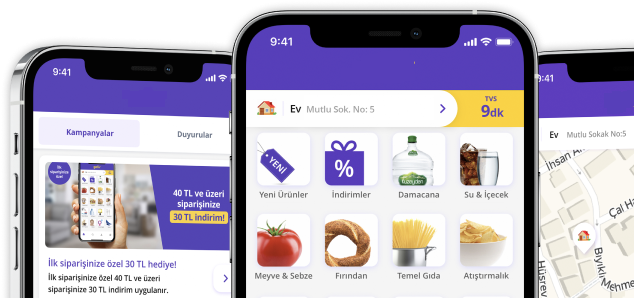 9:41
Kampanyalar
Duyurular
İlk
siparişinize
özel
40 TL ve üzeri
siparişinize
30 TL indirim!
İlk siparişinize özel 30 TL hediye!
İlk siparişinize özel 40 TL ve üzeri
siparişinize 30 TL indirim uygulanır.
9:41
Ev Mutlu Sok. No: 5
TVS
9dk
YENİ
%
Yeni Ürünler
İndirimler
Damacana
Su & İçecek
Meyve & Sebze
Fırından
Temel Gıda
Atıştırmalık
9:41
Ev Mutlu Sokak No:5
Bıyıklı Mehme
Hüsrev